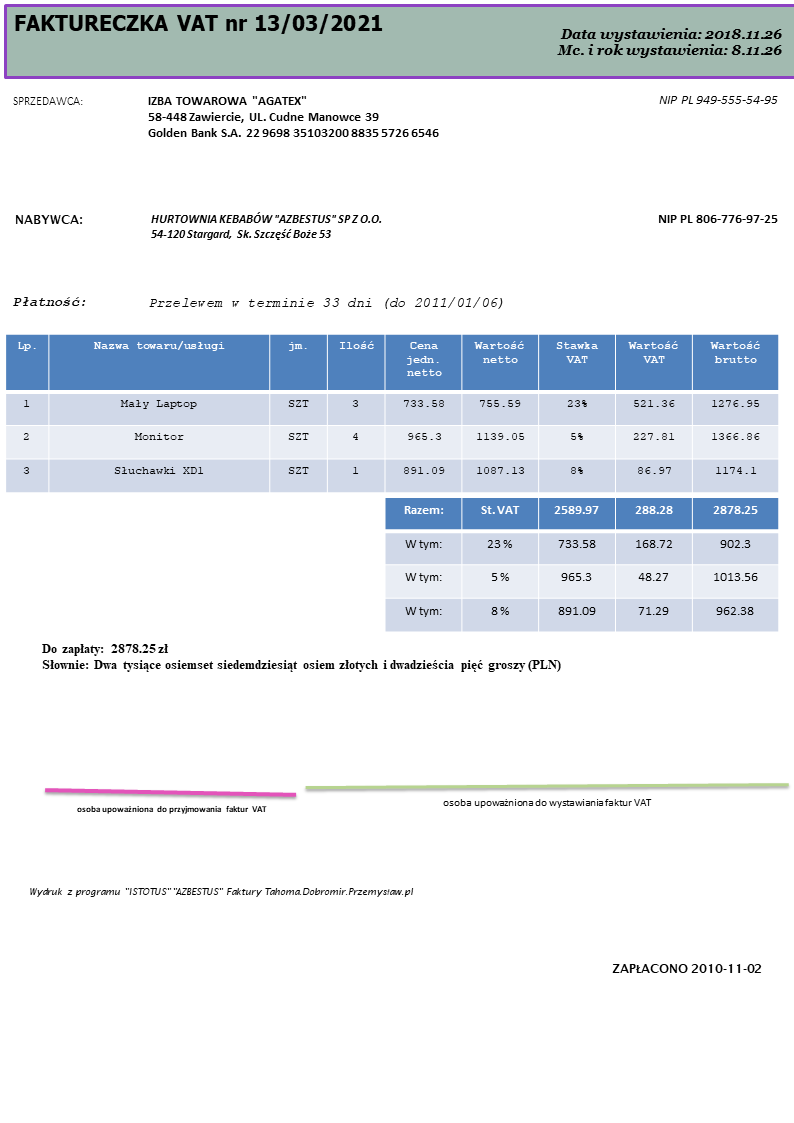 FAKTURECZKA VAT nr 13/03/2021
Data wystawienia: 2018.11.26
Mc. i rok wystawienia: 8.11.26
SPRZEDAWCA: IZBA TOWAROWA "AGATEX" NIP PL 949-555-54-95
58-448 Zawiercie, UL. Cudne Manowce 39
Golden Bank S.A. 22 9698 35103200 8835 5726 6546
NABYWCA: HURTOWNIA KEBABÓW "AZBESTUS" SP Z O.O. NIP PL 806-776-97-25
54-120 Stargard, Sk. Szczęść Boże 53
Płatność: Przelewem w terminie 33 dni (do 2011/01/06)
Lp. Nazwa towaru/usługi jm. Ilość Cena jedn. netto Wartość netto Stawka VAT Wartość VAT Wartość brutto
1 Mały Laptop SZT 3 733.58 755.59 23% 521.36 1276.95
2 Monitor SZT 4 965.3 1139.05 5% 227.81 1366.86
3 Słuchawki XD1 SZT 1 891.09 1087.13 8% 86.97 1174.1
Razem: St. VAT 2589.97 288.28 2878.25
W tym: 23 % 733.58 168.72 902.3
W tym: 5 % 965.3 48.27 1013.56
W tym: 8 % 891.09 71.29 962.38
Do zapłaty: 2878.25 zł
Słownie: Dwa tysiące osiemset siedemdziesiąt osiem złotych i dwadzieścia pięć groszy (PLN)
osoba upoważniona do przyjmowania faktur VAT
osoba upoważniona do wystawiania faktur VAT
Wydruk z programu "ISTOTUS" "AZBESTUS" Faktury Tahoma.Dobromir.Przemysław.pl
ZAPŁACONO 2010-11-02